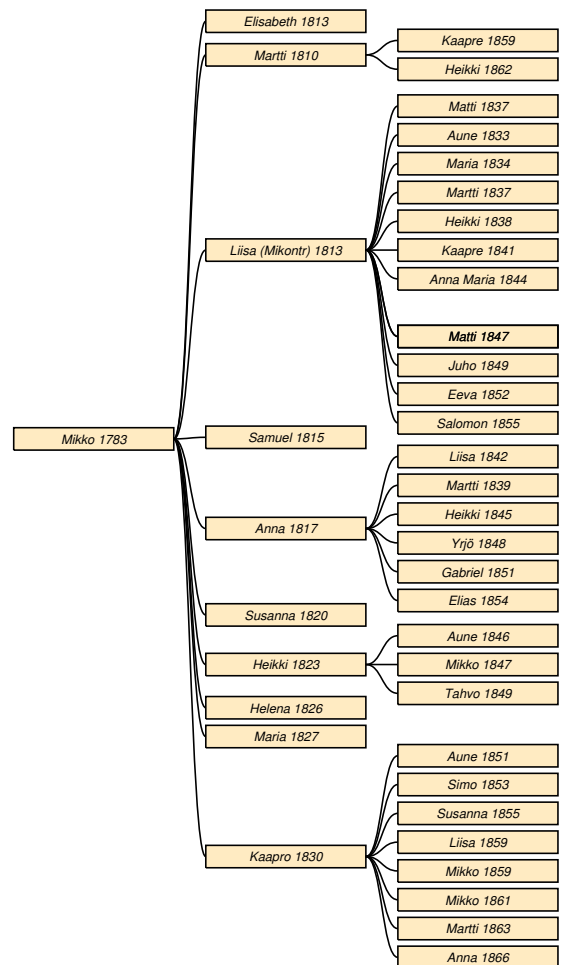 Elisabeth 1813
Martti 1810
Kaapre 1859
Heikki 1862
Matti 1837
Aune 1833
Maria 1834
Martti 1837
Liisa (Mikontr) 1813
Heikki 1838
Kaapre 1841
Anna Maria 1844
Matti 1847
Juho 1849
Eeva 1852
Salomon 1855
Mikko 1783
Samuel 1815
Liisa 1842
Martti 1839
Anna 1817
Heikki 1845
Yrjö 1848
Gabriel 1851
Elias 1854
Susanna 1820
Aune 1846
Heikki 1823
Mikko 1847
Tahvo 1849
Helena 1826
Maria 1827
Aune 1851
Simo 1853
Susanna 1855
Liisa 1859
Kaapro 1830
Mikko 1859
Mikko 1861
Martti 1863
Anna 1866